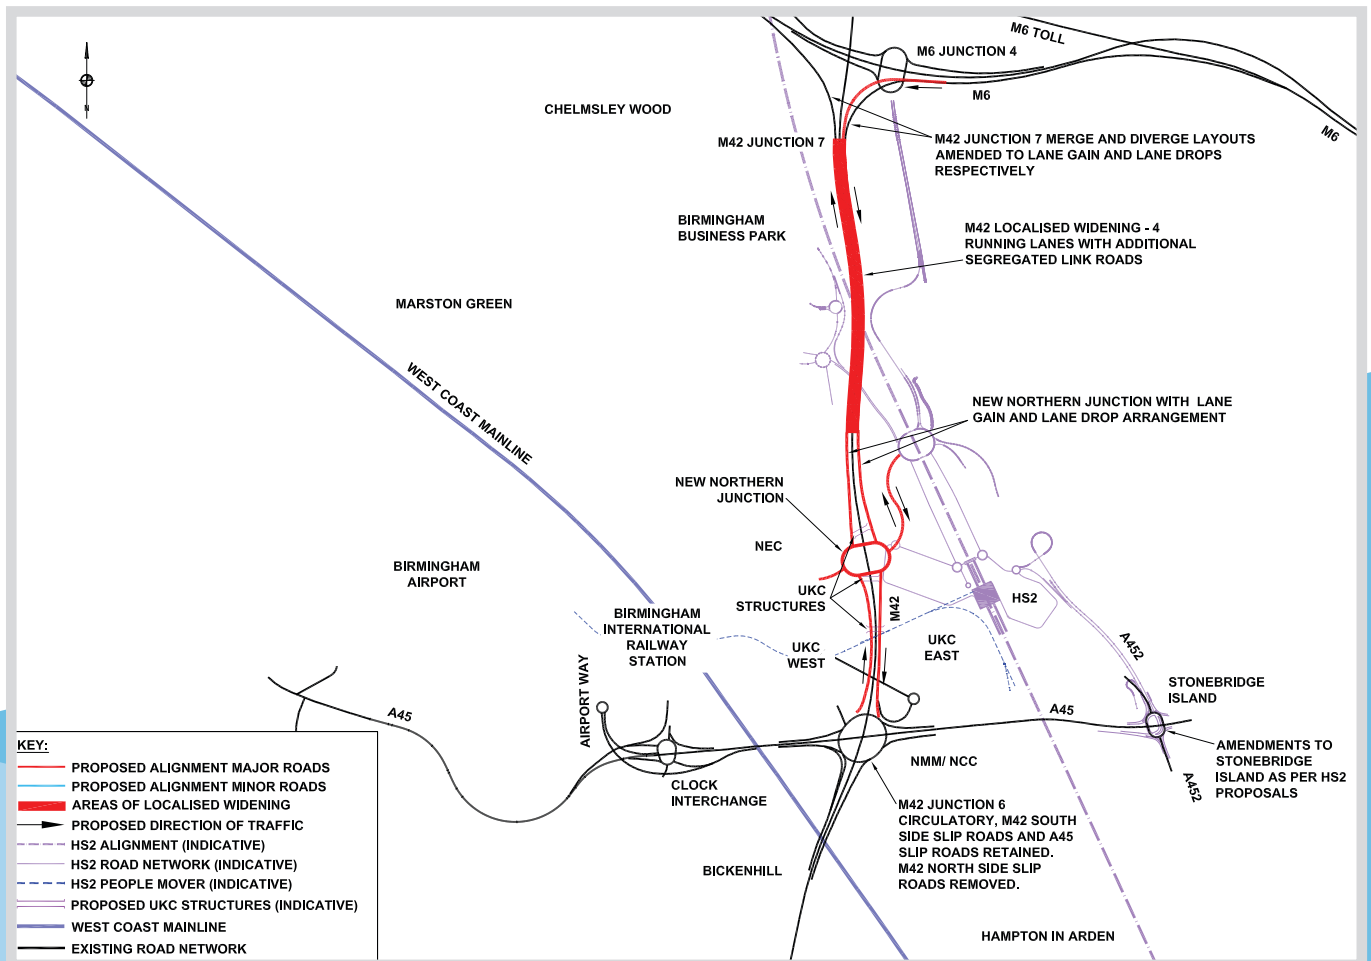 M6 TOLL
M6 JUNCTION 4
M6
M6
CHELMSLEY WOOD
M42 JUNCTION 7
M42 JUNCTION 7 MERGE AND DIVERGE LAYOUTS
AMENDED TO LANE GAIN AND LANE DROPS
RESPECTIVELY
N
BIRMINGHAM
BUSINESS PARK
M42 LOCALISED WIDENING - 4
RUNNING LANES WITH ADDITIONAL
SEGREGATED LINK ROADS
MARSTON GREEN
WEST COAST MAINLINE
NEW NORTHERN JUNCTION WITH LANE
GAIN AND LANE DROP ARRANGEMENT
NEW NORTHERN
JUNCTION
NEC
BIRMINGHAM
AIRPORT
UKC
STRUCTURES
M42
HS2
BIRMINGHAM
INTERNATIONAL
RAILWAY
STATION
UKC
WEST
UKC
EAST
A452
STONEBRIDGE
ISLAND
AIRPORT WAY
A45
A45
NMM/ NCC
CLOCK
INTERCHANGE
AMENDMENTS TO
STONEBRIDGE
ISLAND AS PER HS2
PROPOSALS
A452
M42 JUNCTION 6
CIRCULATORY, M42 SOUTH
SIDE SLIP ROADS AND A45
SLIP ROADS RETAINED.
M42 NORTH SIDE SLIP
ROADS REMOVED.
BICKENHILL
HAMPTON IN ARDEN
KEY:
PROPOSED ALIGNMENT MAJOR ROADS
PROPOSED ALIGNMENT MINOR ROADS
AREAS OF LOCALISED WIDENING
PROPOSED DIRECTION OF TRAFFIC
HS2 ALIGNMENT (INDICATIVE)
HS2 ROAD NETWORK (INDICATIVE)
HS2 PEOPLE MOVER (INDICATIVE)
PROPOSED UKC STRUCTURES (INDICATIVE)
WEST COAST MAINLINE
EXISTING ROAD NETWORK